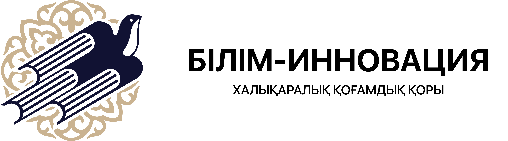 БІЛІМ-ИННОВАЦИЯ
ХАЛЫҚАРАЛЫҚ ҚОҒАМДЫҚ ҚОРЫ